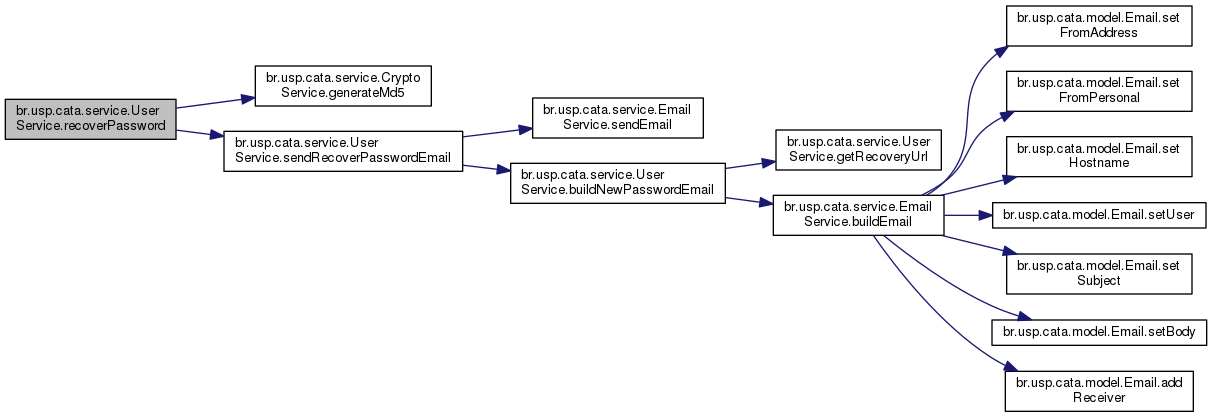 br.usp.cata.service.User
Service.recoverPassword
br.usp.cata.service.Crypto
Service.generateMd5
br.usp.cata.service.User
Service.sendRecoverPasswordEmail
br.usp.cata.service.Email
Service.sendEmail
br.usp.cata.service.User
Service.buildNewPasswordEmail
br.usp.cata.service.User
Service.getRecoveryUrl
br.usp.cata.service.Email
Service.buildEmail
br.usp.cata.model.Email.set
FromAddress
br.usp.cata.model.Email.set
FromPersonal
br.usp.cata.model.Email.set
Hostname
br.usp.cata.model.Email.setUser
br.usp.cata.model.Email.set
Subject
br.usp.cata.model.Email.setBody
br.usp.cata.model.Email.add
Receiver